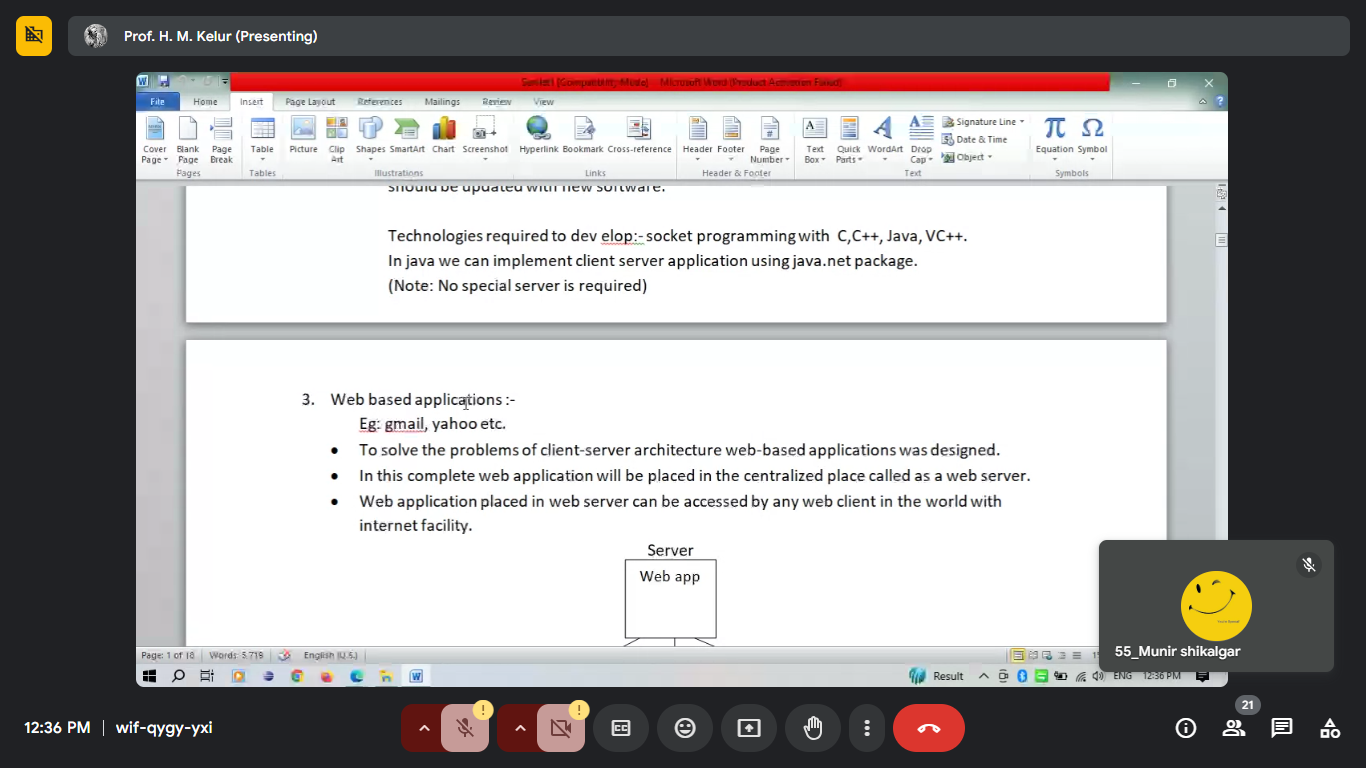 Prof. H. M. Kelur (Presenting)
Microsoft Word (Product Activation Failed)
File Home Insert Page Layout References Mailings Review View
Cover Page Blank Page Page Break Table Picture Clip Art Shapes SmartArt Chart Screenshot Hyperlink Bookmark Cross-reference Header Footer Page Number Text Box Quick Parts WordArt Drop Cap Signature Line Date & Time Object Equation Symbol
Pages Tables Illustrations Links Header & Footer Text Symbols
should be updated with new software.
Technologies required to dev elop:- socket programming with C,C++, Java, VC++.
In java we can implement client server application using java.net package.
(Note: No special server is required)
3. Web based applications :-
Eg: gmail, yahoo etc.
• To solve the problems of client-server architecture web-based applications was designed.
• In this complete web application will be placed in the centralized place called as a web server.
• Web application placed in web server can be accessed by any web client in the world with
internet facility.
Server
Web app
55_Munir shikalgar
Page: 1 of 18 Words: 5,719 English (U.S.)
Result ENG 12:36 PM
12:36 PM | wif-qygy-yxi
21